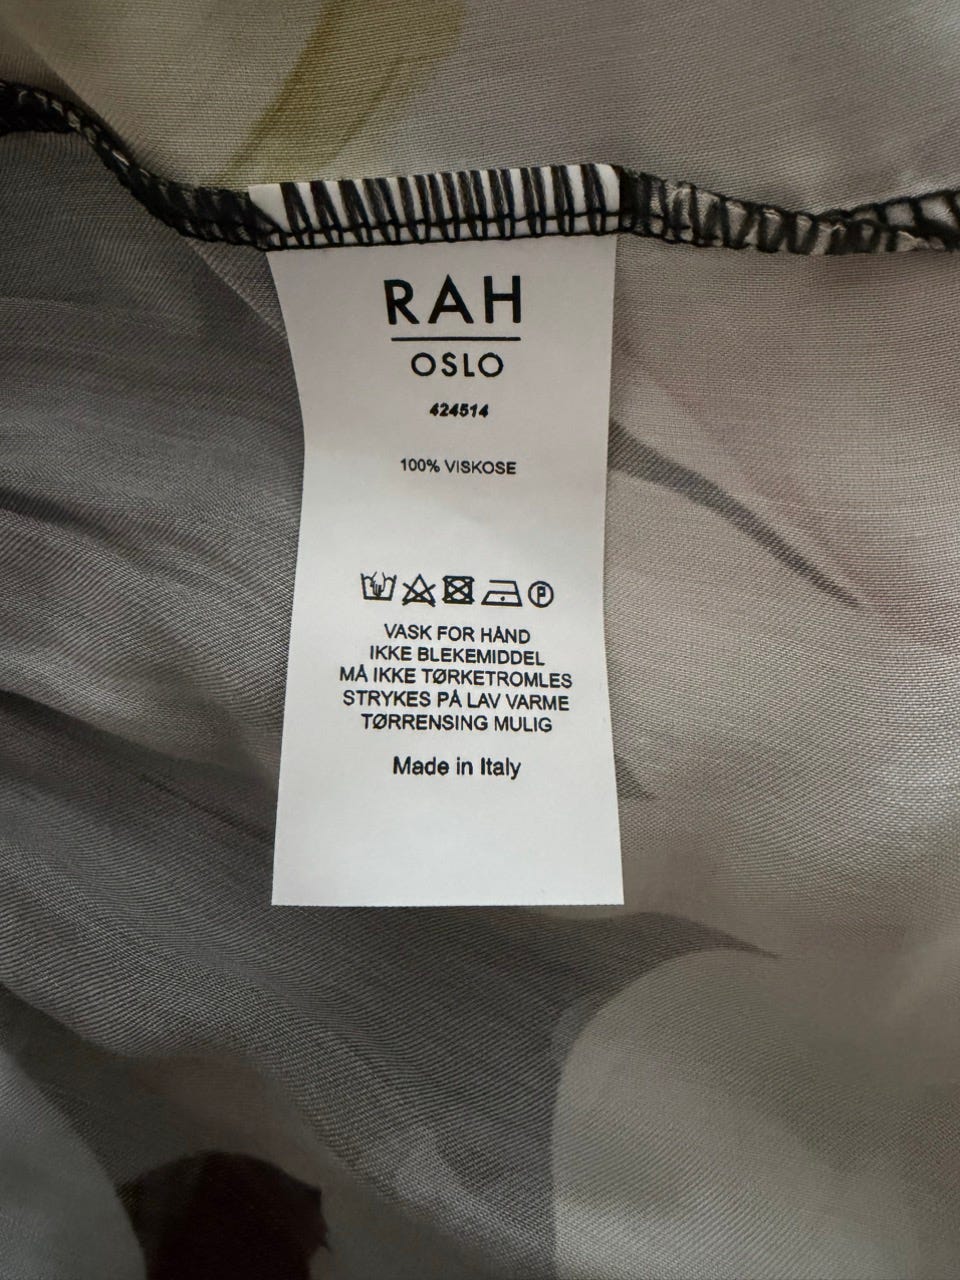 RAH
OSLO
424514
100% VISKOSE
P
VASK FOR HÅND
IKKE BLEKEMIDDEL
MÅ IKKE TØRKETROMLES
STRYKES PÅ LAV VARME
TØRRENSING MULIG
Made in Italy